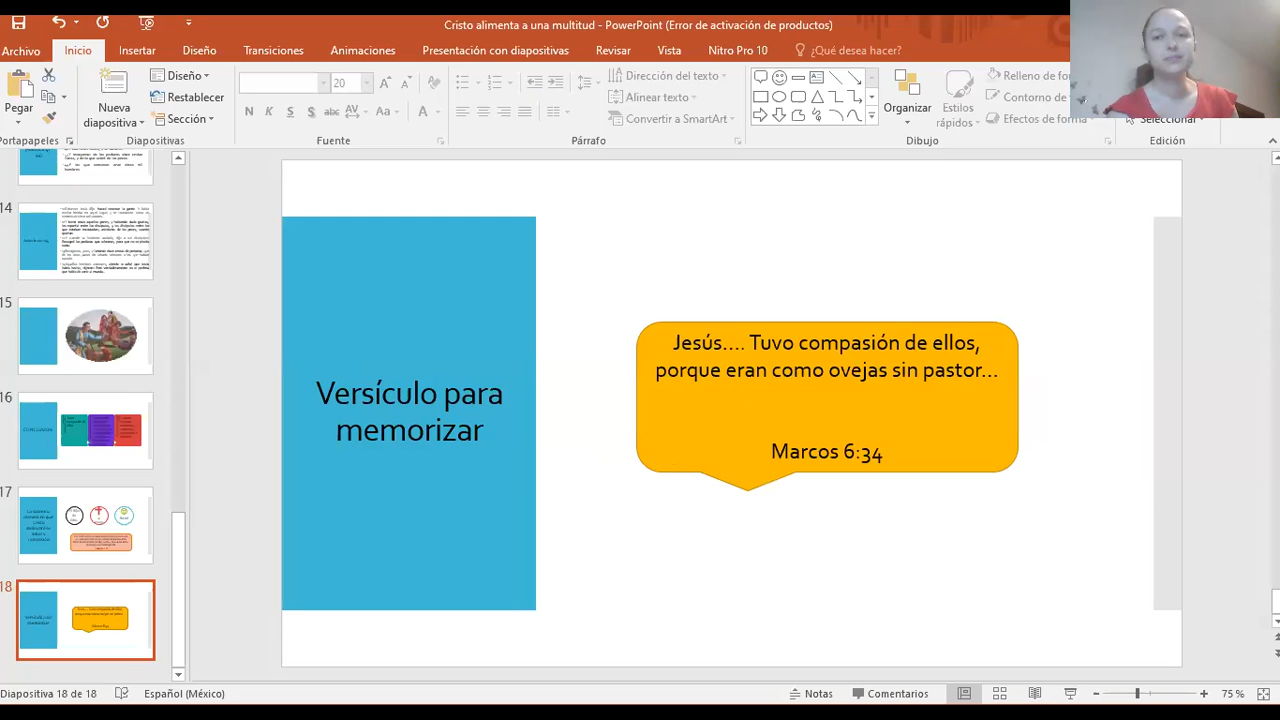 Cristo alimenta a una multitud - PowerPoint (Error de activación de productos)
Archivo Inicio Insertar Diseño Transiciones Animaciones Presentación con diapositivas Revisar Vista Nitro Pro 10 ¿Qué desea hacer?
Pegar
Nueva diapositiva
Diseño
Restablecer
Sección
20
N K S S abc AV Aa A
Dirección del texto
Alinear texto
Convertir a SmartArt
Organizar
Estilos rápidos
Relleno de
Contorno de
Efectos de forma
Seleccionar
Portapapeles Diapositivas Fuente Párrafo Dibujo Edición
14
15
16
17
18
Versículo para
memorizar
Jesús.... Tuvo compasión de ellos,
porque eran como ovejas sin pastor...
Marcos 6:34
Diapositiva 18 de 18 Español (México) Notas Comentarios 75 %